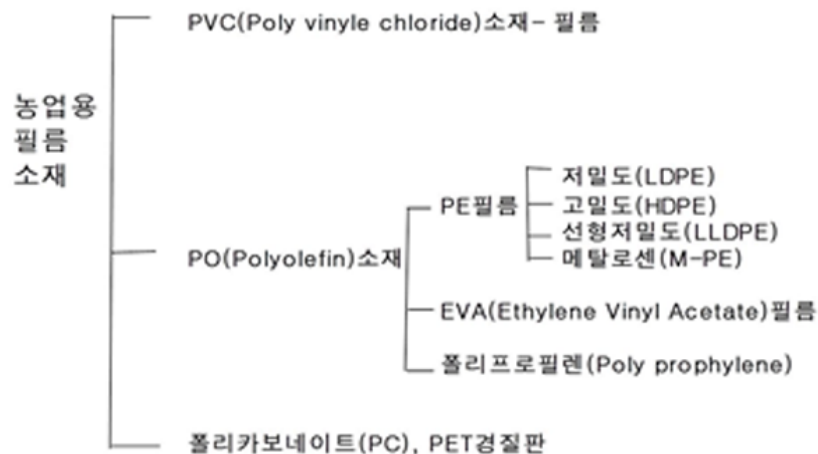 PVC(Poly vinyle chloride)소재- 필름
농업용
필름
소재
PO(Polyolefin)소재
PE필름
저밀도(LDPE)
고밀도(HDPE)
선형저밀도(LLDPE)
메탈로센(M-PE)
EVA(Ethylene Vinyl Acetate)필름
폴리프로필렌(Poly prophylene)
폴리카보네이트(PC), PET경질판